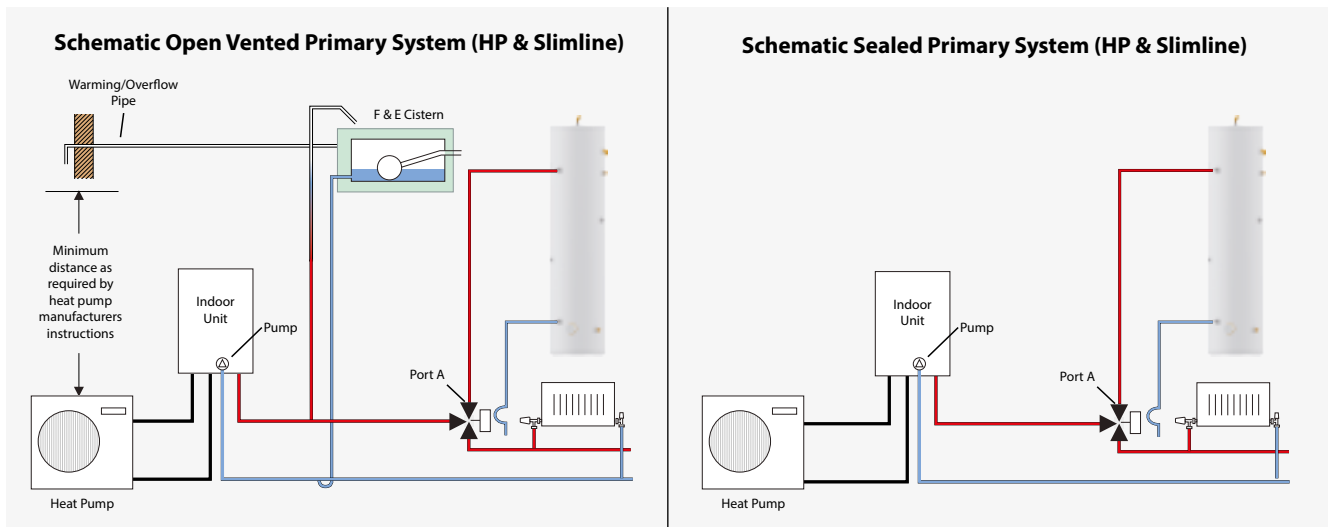 Schematic Open Vented Primary System (HP & Slimline)
Warming/Overflow
Pipe
F & E Cistern
Minimum
distance as
required by
heat pump
manufacturers
instructions
Indoor
Unit
Pump
Port A
Heat Pump
Schematic Sealed Primary System (HP & Slimline)
Indoor
Unit
Pump
Port A
Heat Pump